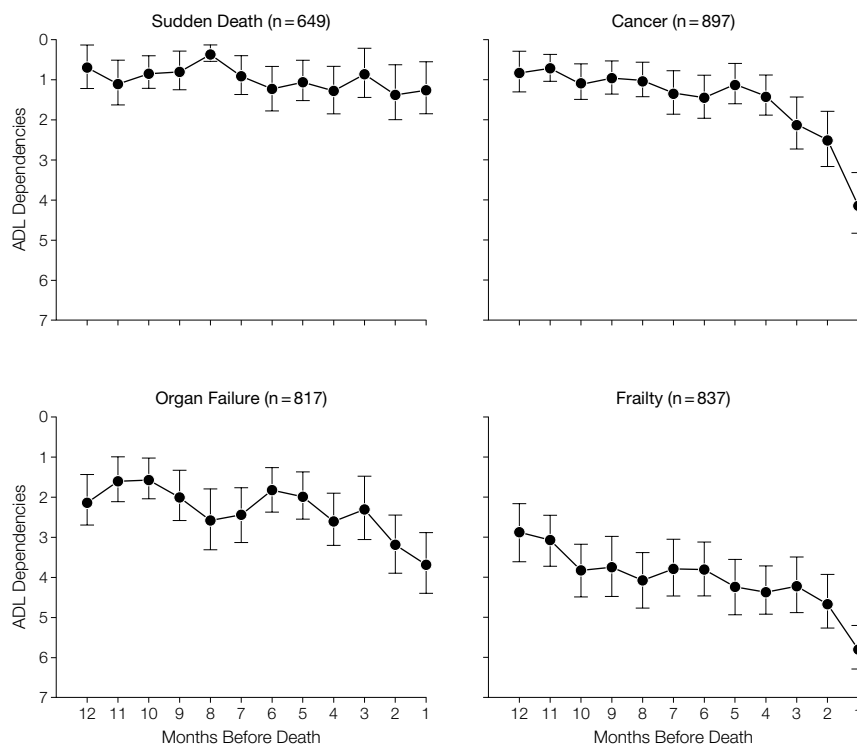 Sudden Death (n=649)
Cancer (n=897)
0
1
2
3
4
5
6
7
ADL Dependencies
Organ Failure (n=817)
Frailty (n=837)
0
1
2
3
4
5
6
7
ADL Dependencies
12 11 10 9 8 7 6 5 4 3 2 1
12 11 10 9 8 7 6 5 4 3 2
Months Before Death
Months Before Death